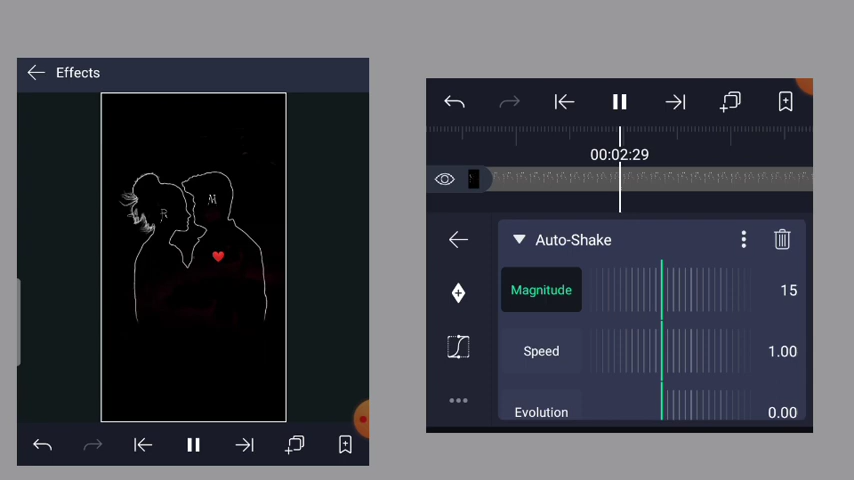 Effects
R
M
00:02:29
Auto-Shake
Magnitude
15
Speed
1.00
Evolution
0.00